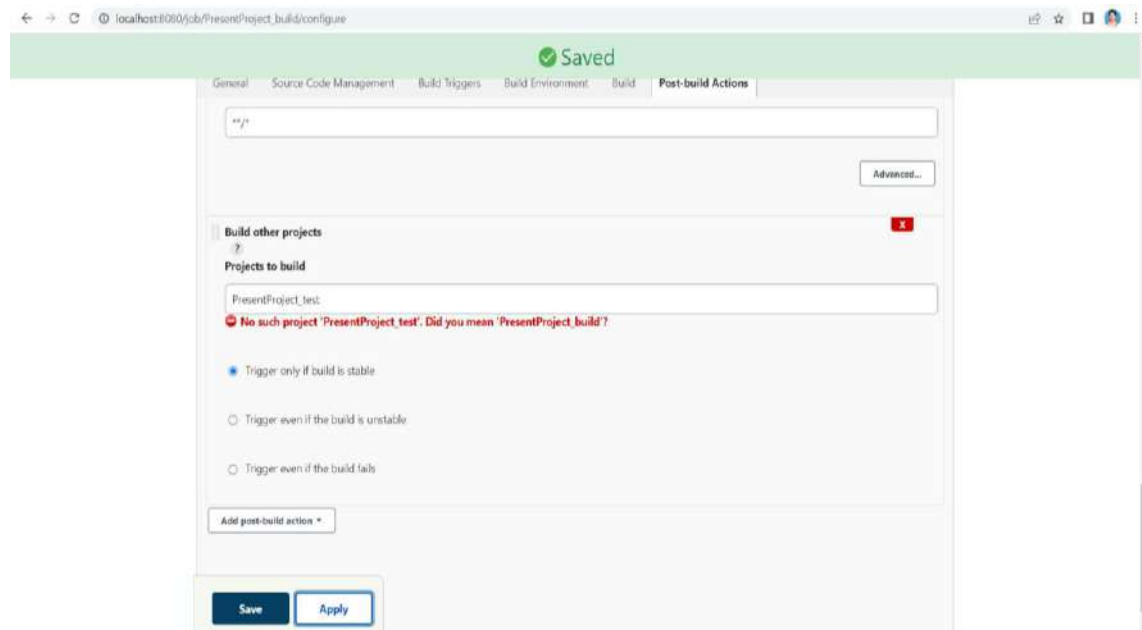 localhost:8080/job/PresentProject_build/configure
Saved
General Source Code Management Build Triggers Build Environment Build Post-build Actions
**/*
Advanced...
Build other projects
X
?
Projects to build
PresentProject_test
No such project 'PresentProject_test'. Did you mean 'PresentProject_build'?
Trigger only if build is stable
Trigger even if the build is unstable
Trigger even if the build fails
Add post-build action
Save Apply